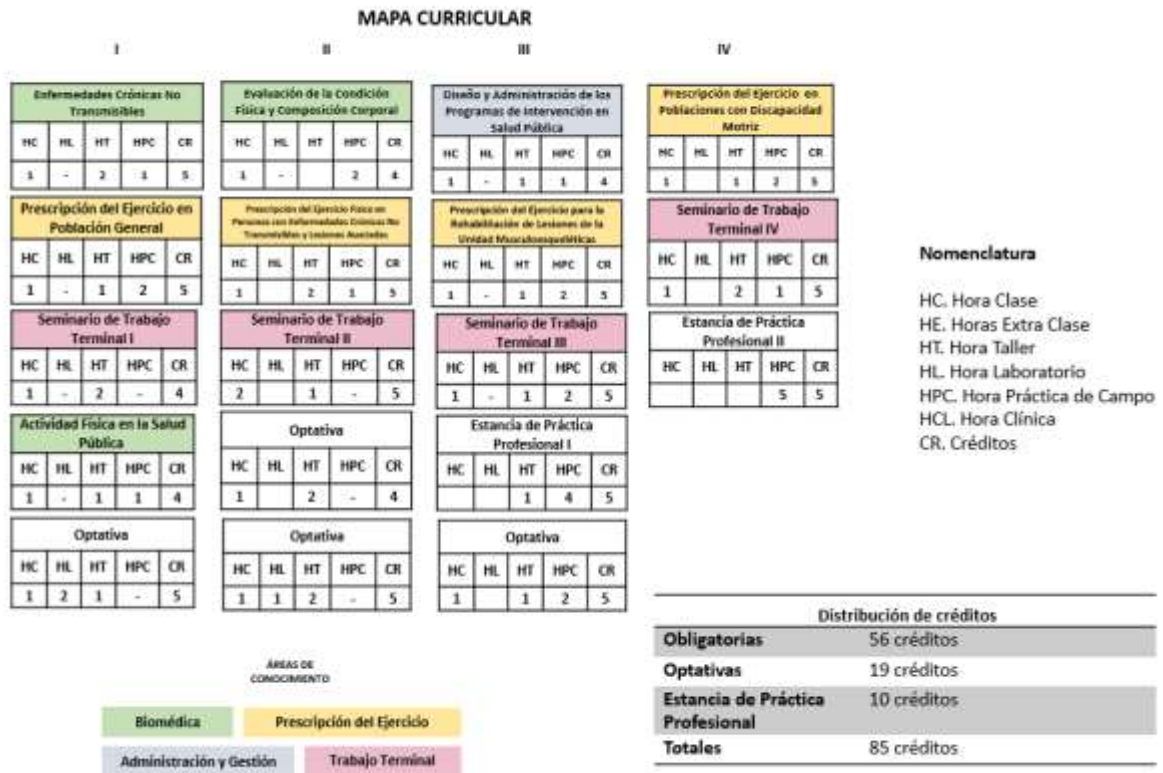 MAPA CURRICULAR
I
II
III
IV
Enfermedades Crónicas No
Transmisibles
HC HL HT HPC CR
1 - 2 1 5
Prescripción del Ejercicio en
Población General
HC HL HT HPC CR
1 - 1 2 5
Seminario de Trabajo
Terminal I
HC HL HT HPC CR
1 - 2 - 4
Actividad Física en la Salud
Pública
HC HL HT HPC CR
1 - 1 1 4
Optativa
HC HL HT HPC CR
1 2 1 - 5
Evaluación de la Condición
Física y Composición Corporal
HC HL HT HPC CR
1 - 2 4
Prescripción del Ejercicio Físico en
Personas con Enfermedades Crónicas No
Transmisibles y Lesiones Asociadas
HC HL HT HPC CR
1 2 1 5
Seminario de Trabajo
Terminal II
HC HL HT HPC CR
2 1 - 5
Optativa
HC HL HT HPC CR
1 2 - 4
Optativa
HC HL HT HPC CR
1 1 2 - 5
Diseño y Administración de los
Programas de Intervención en
Salud Pública
HC HL HT HPC CR
1 - 1 1 4
Prescripción del Ejercicio para la
Rehabilitación de Lesiones de la
Unidad Musculoesqueléticas
HC HL HT HPC CR
1 - 1 2 5
Seminario de Trabajo
Terminal III
HC HL HT HPC CR
1 - 1 2 5
Estancia de Práctica
Profesional I
HC HL HT HPC CR
1 4 5
Optativa
HC HL HT HPC CR
1 1 2 5
Prescripción del Ejercicio en
Poblaciones con Discapacidad
Motriz
HC HL HT HPC CR
1 1 2 5
Seminario de Trabajo
Terminal IV
HC HL HT HPC CR
1 2 1 5
Estancia de Práctica
Profesional II
HC HL HT HPC CR
5 5
Nomenclatura
HC. Hora Clase
HE. Horas Extra Clase
HT. Hora Taller
HL. Hora Laboratorio
HPC. Hora Práctica de Campo
HCL. Hora Clínica
CR. Créditos
Distribución de créditos
Obligatorias 56 créditos
Optativas 19 créditos
Estancia de Práctica 10 créditos
Profesional
Totales 85 créditos
ÁREAS DE
CONOCIMIENTO
Biomédica
Prescripción del Ejercicio
Administración y Gestión
Trabajo Terminal